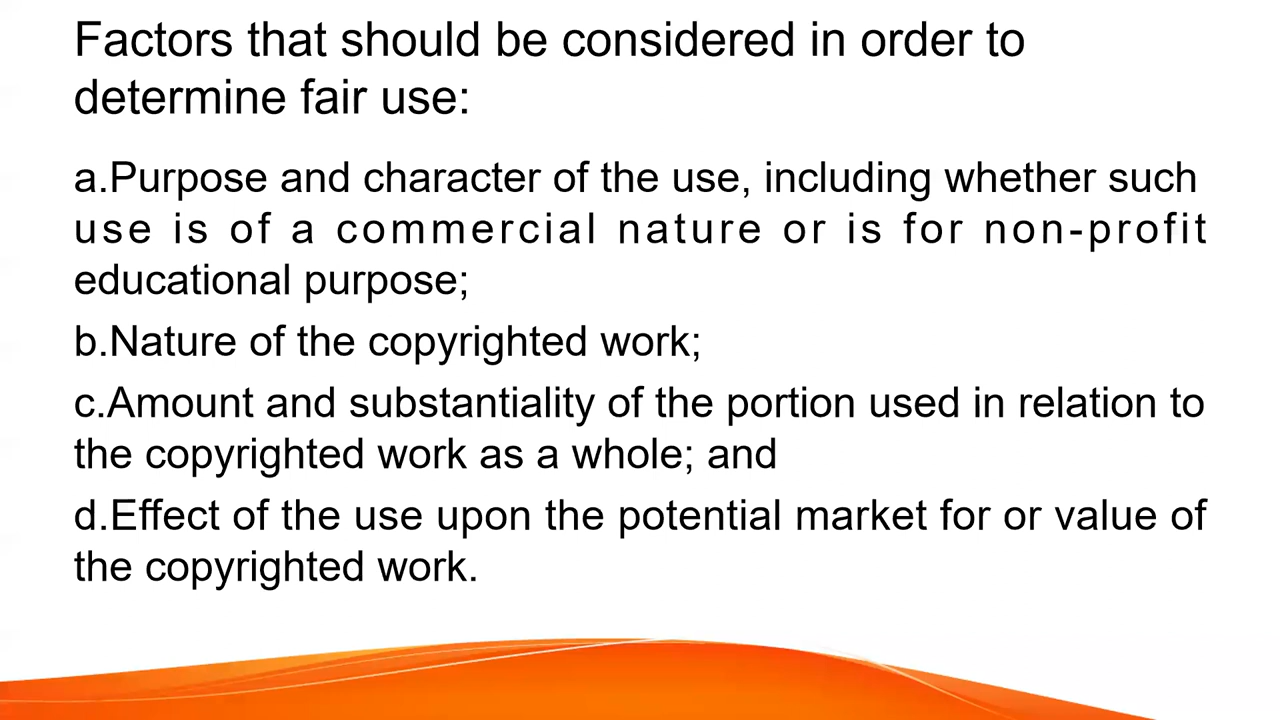 Factors that should be considered in order to
determine fair use:
a.Purpose and character of the use, including whether such
use is of a commercial nature or is for non-profit
educational purpose;
b.Nature of the copyrighted work;
c.Amount and substantiality of the portion used in relation to
the copyrighted work as a whole; and
d.Effect of the use upon the potential market for or value of
the copyrighted work.